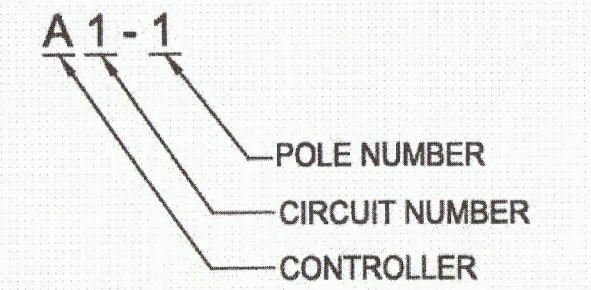 A 1 - 1
POLE NUMBER
CIRCUIT NUMBER
CONTROLLER